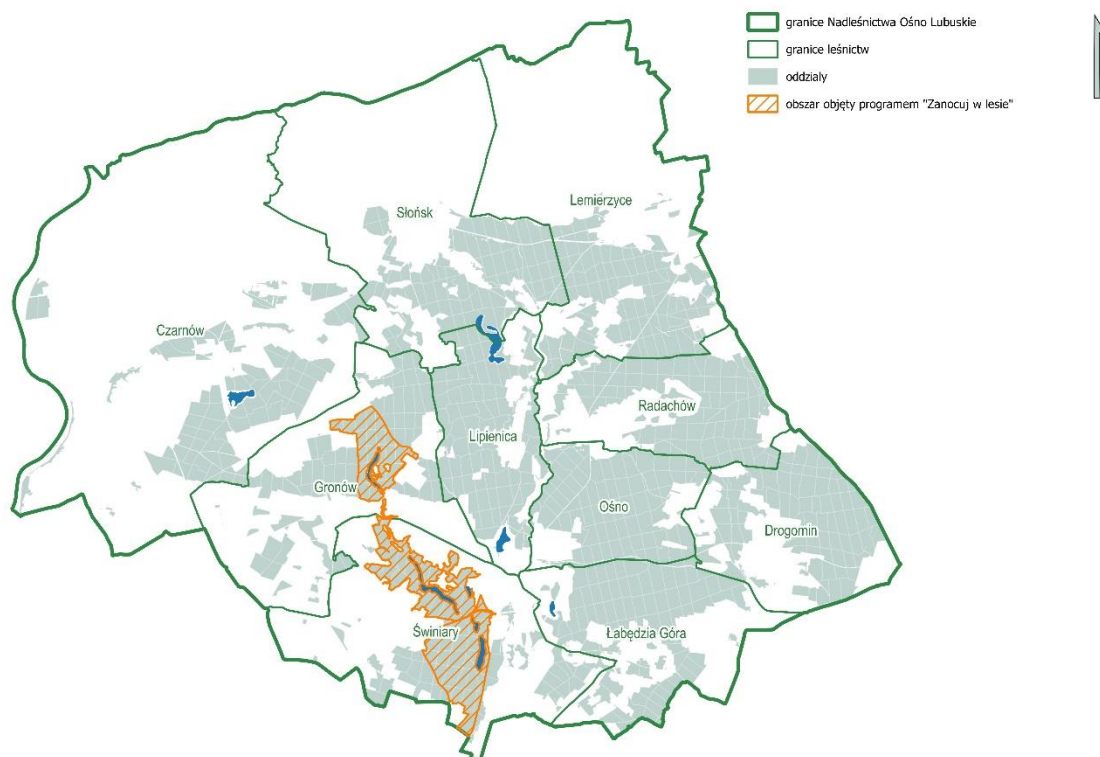 granice Nadleśnictwa Ośno Lubuskie
granice leśnictw
oddziały
obszar objęty programem "Zanocuj w lesie"
Lemierzyce
Słońsk
Czarnów
Radachów
Lipienica
Gronów
Ośno
Drogomin
Świniary
Łabędzia Góra